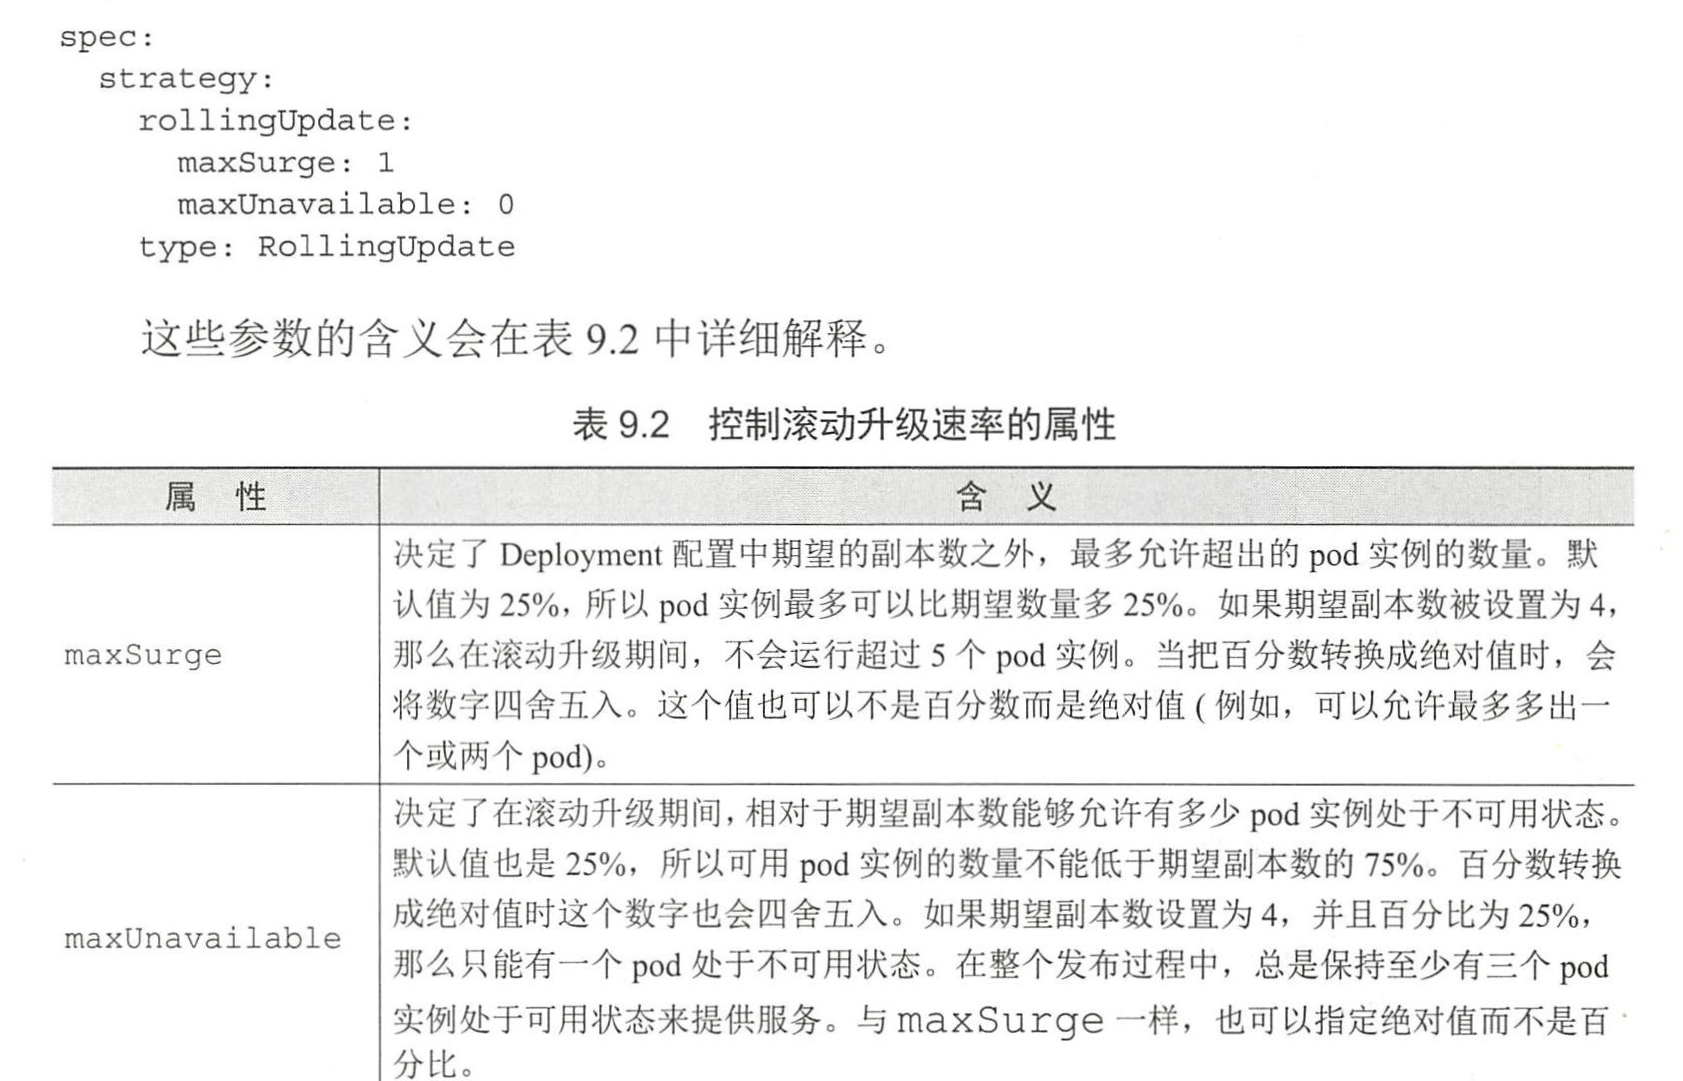 spec:
  strategy:
    rollingUpdate:
      maxSurge: 1
      maxUnavailable: 0
    type: RollingUpdate
这些参数的含义会在表 9.2 中详细解释。
表 9.2 控制滚动升级速率的属性
属 性
含 义
maxSurge
决定了 Deployment 配置中期望的副本数之外，最多允许超出的 pod 实例的数量。默
认值为 25%，所以 pod 实例最多可以比期望数量多 25%。如果期望副本数被设置为 4，
那么在滚动升级期间，不会运行超过 5 个 pod 实例。当把百分数转换成绝对值时，会
将数字四舍五入。这个值也可以不是百分数而是绝对值 ( 例如，可以允许最多多出一
个或两个 pod)。
maxUnavailable
决定了在滚动升级期间，相对于期望副本数能够允许有多少 pod 实例处于不可用状态。
默认值也是 25%，所以可用 pod 实例的数量不能低于期望副本数的 75%。百分数转换
成绝对值时这个数字也会四舍五入。如果期望副本数设置为 4，并且百分比为 25%，
那么只能有一个 pod 处于不可用状态。在整个发布过程中，总是保持至少有三个 pod
实例处于可用状态来提供服务。与 maxSurge 一样，也可以指定绝对值而不是百
分比。